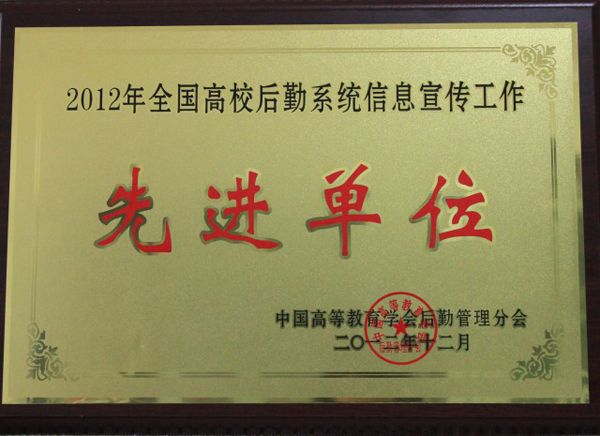 2012年全国高校后勤系统信息宣传工作
先进单位
中国高等教育学会后勤管理分会
二〇一二年十二月